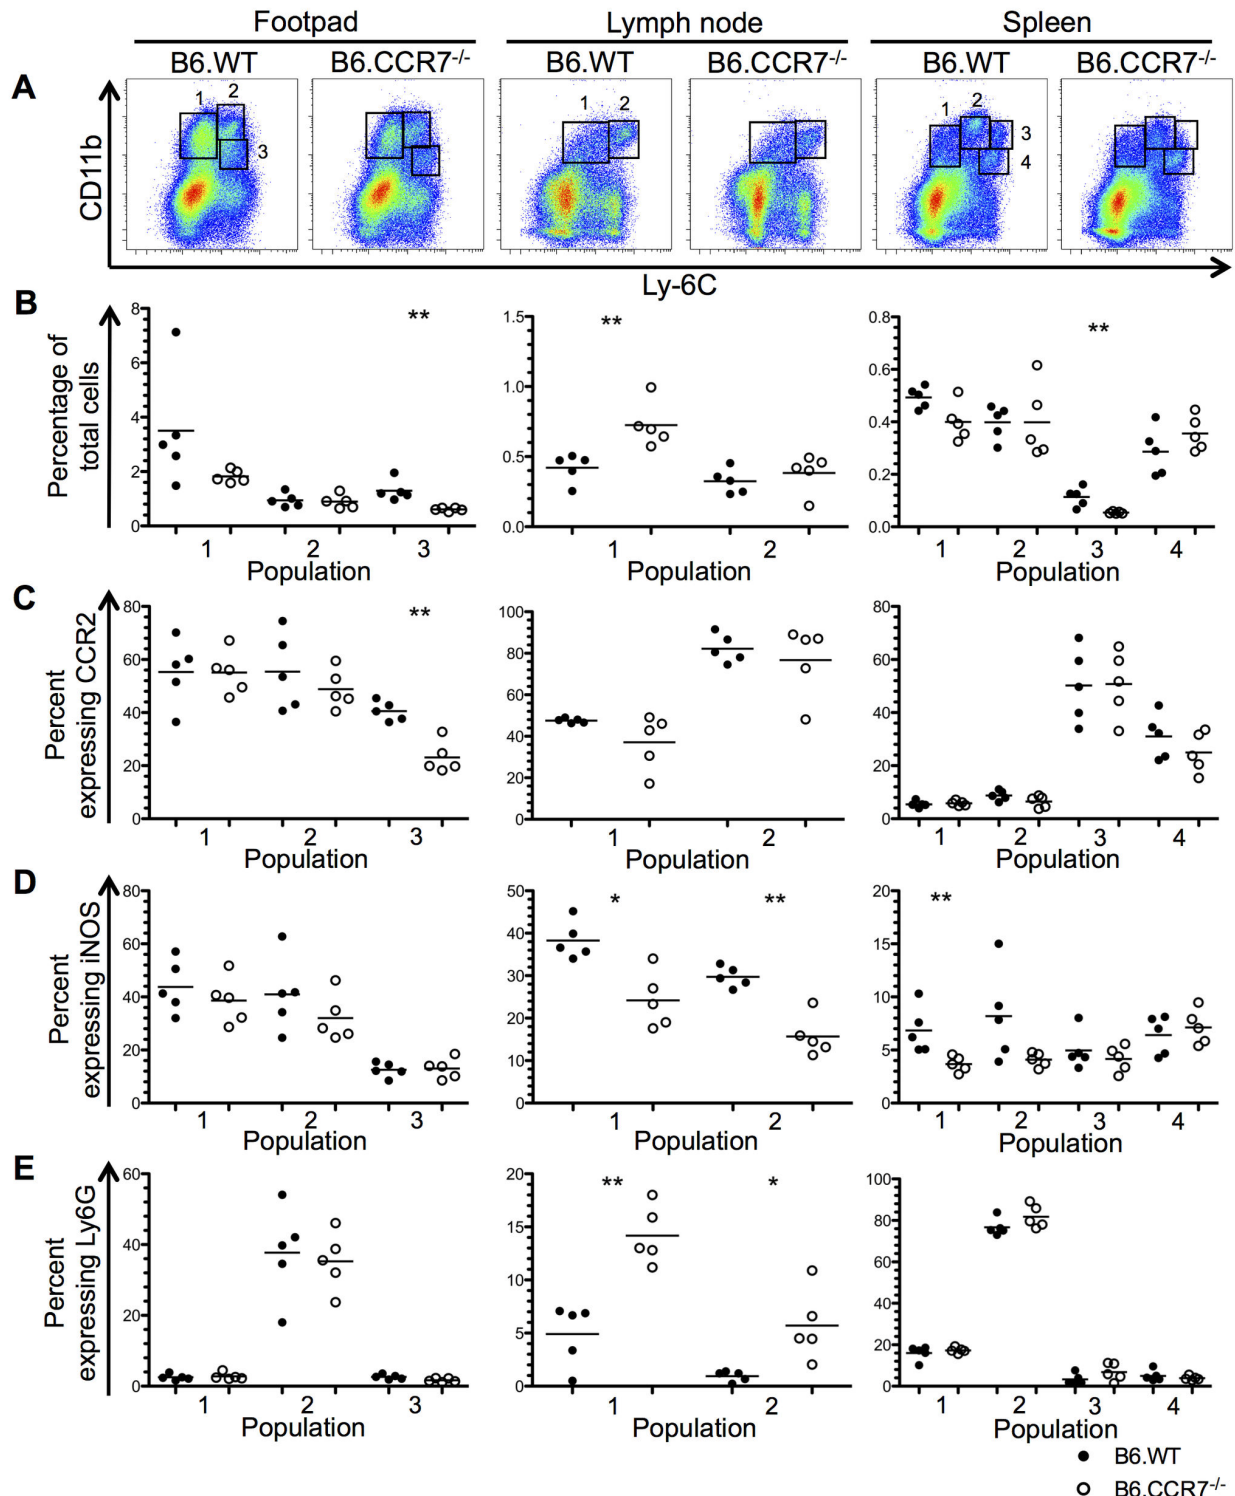 Footpad Lymph node Spleen
B6.WT B6.CCR7-/- B6.WT B6.CCR7-/- B6.WT B6.CCR7-/-
A
CD11b
1 2 3
1 2
1 2 3 4
Ly-6C
B
Percentage of
total cells
8 6 4 2 0
**
1 2 3
Population
1.5 1.0 0.5 0.0
**
1 2
Population
0.8 0.6 0.4 0.2 0.0
**
1 2 3 4
Population
C
Percent
expressing CCR2
80 60 40 20 0
**
1 2 3
Population
100 80 60 40 20 0
1 2
Population
80 60 40 20 0
1 2 3 4
Population
D
Percent
expressing iNOS
80 60 40 20 0
1 2 3
Population
50 40 30 20 10 0
* **
1 2
Population
20 15 10 5 0
**
1 2 3 4
Population
E
Percent
expressing Ly6G
60 40 20 0
1 2 3
Population
20 15 10 5 0
** *
1 2
Population
100 80 60 40 20 0
1 2 3 4
Population
B6.WT
B6.CCR7-/-